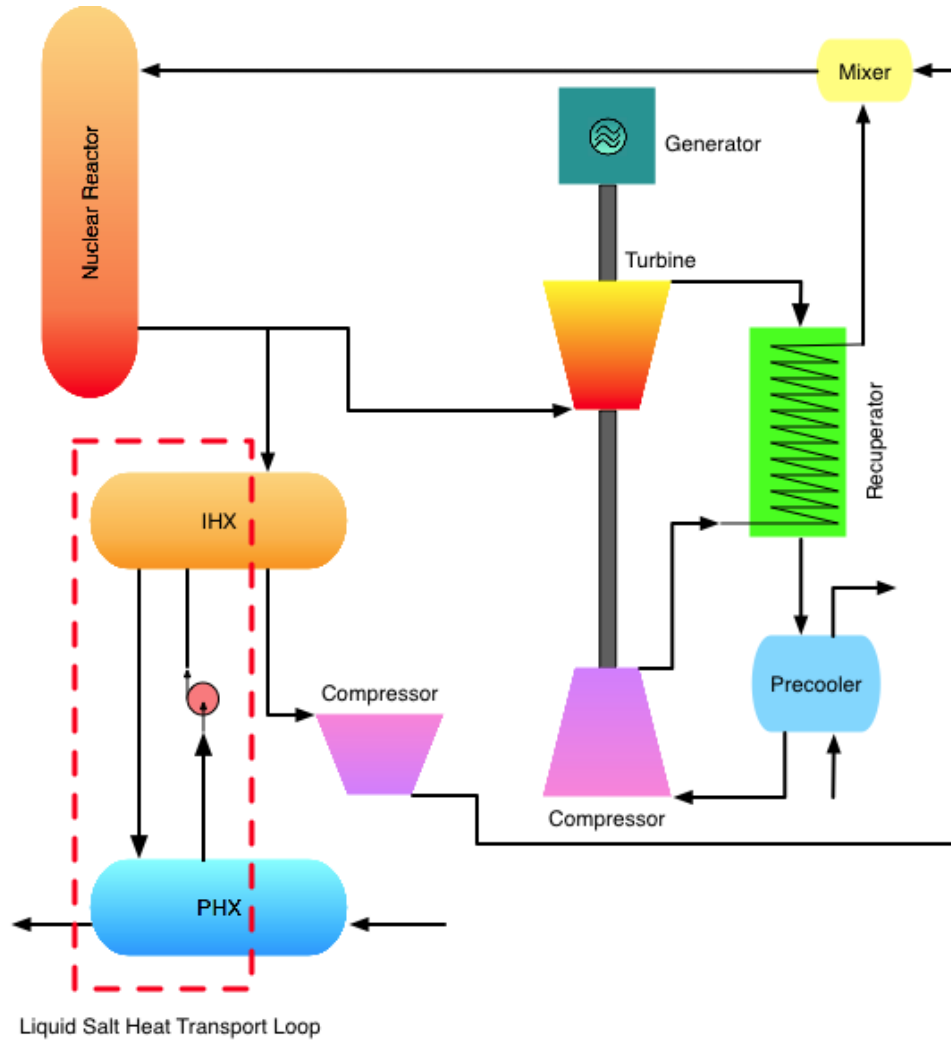 Mixer
Generator
Nuclear Reactor
Turbine
Recuperator
IHX
Precooler
Compressor
Compressor
PHX
Liquid Salt Heat Transport Loop